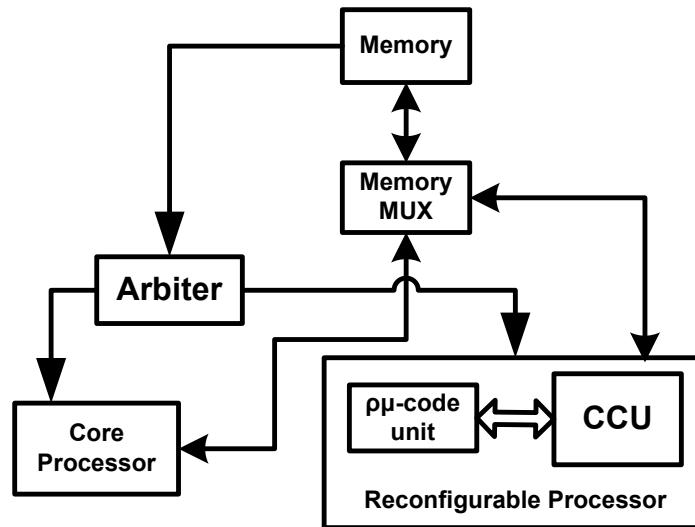 Memory
Memory
MUX
Arbiter
Core
Processor
ρμ-code
unit
CCU
Reconfigurable Processor